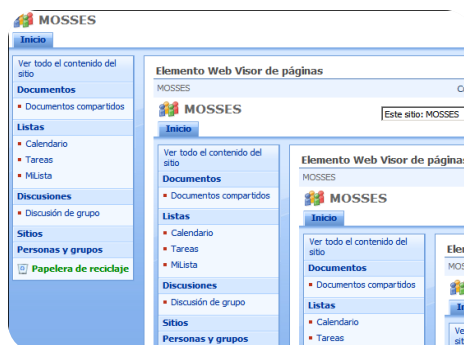 MOSSES
Inicio
Ver todo el contenido del
sitio
Documentos
Documentos compartidos
Listas
Calendario
Tareas
MiLista
Discusiones
Discusión de grupo
Sitios
Personas y grupos
Papelera de reciclaje
Elemento Web Visor de páginas
MOSSES
MOSSES
Este sitio: MOSSES
Inicio
Ver todo el contenido del
sitio
Documentos
Documentos compartidos
Listas
Calendario
Tareas
MiLista
Discusiones
Discusión de grupo
Sitios
Personas y grupos
Elemento Web Visor de páginas
MOSSES
MOSSES
Inicio
Ver todo el contenido del
sitio
Documentos
Documentos compartidos
Listas
Calendario
Tareas